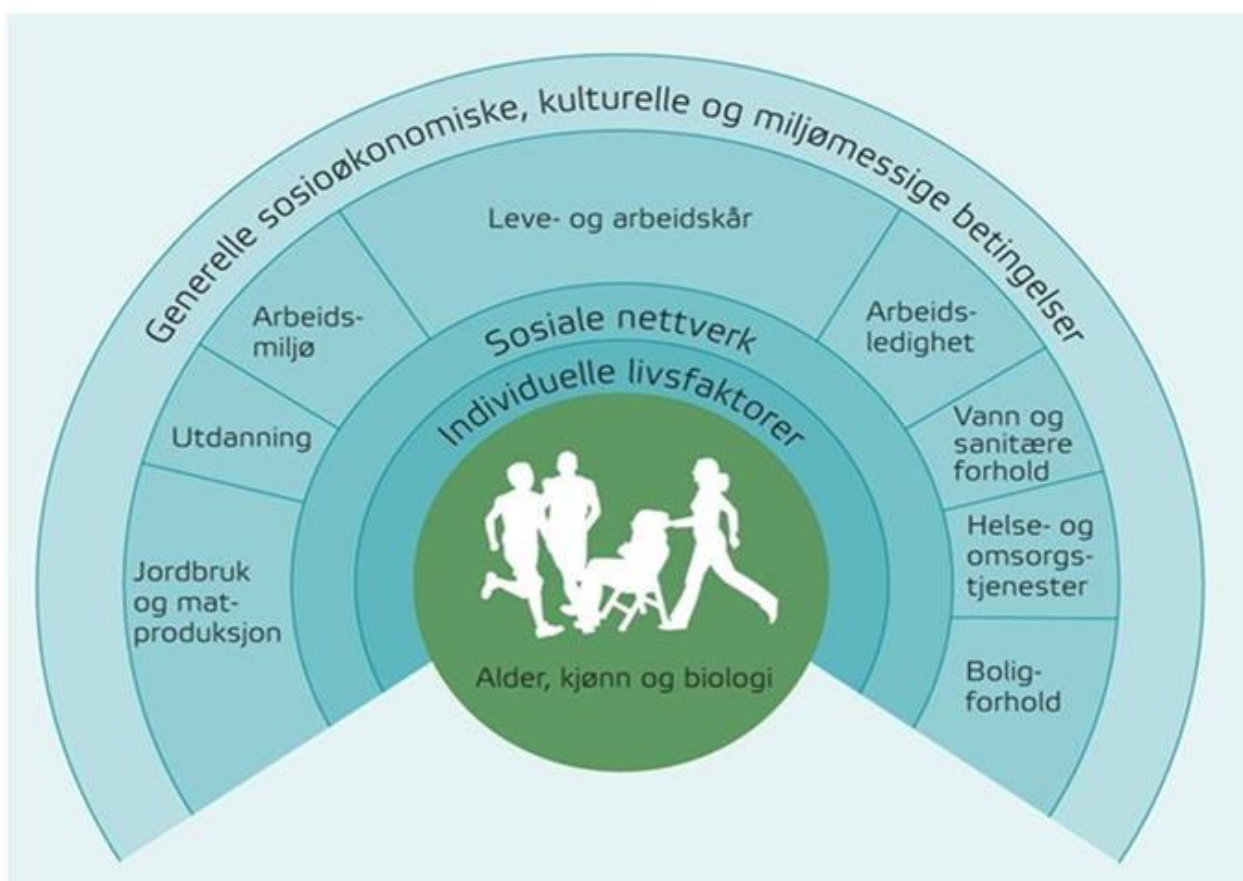 Generelle sosioøkonomiske, kulturelle og miljømessige betingelser
Leve- og arbeidskår
Arbeids-
miljø
Utdanning
Jordbruk
og mat-
produksjon
Arbeids-
ledighet
Vann og
sanitære
forhold
Helse- og
omsorgs-
tjenester
Bolig-
forhold
Sosiale nettverk
Individuelle livsfaktorer
Alder, kjønn og biologi